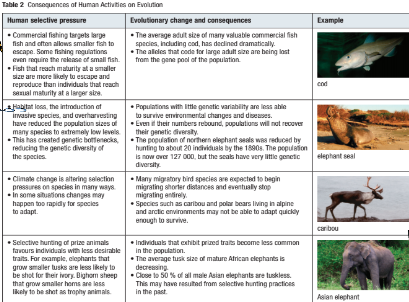 Table 2 Consequences of Human Activities on Evolution
Human selective pressure
Evolutionary change and consequences
Example
• Commercial fishing targets large
fish and often allows smaller fish to
escape. Some fishing regulations
even require the release of small fish.
• Fish that reach maturity at a smaller
size are more likely to escape and
reproduce than individuals that reach
sexual maturity at a larger size.
• The average adult size of many valuable commercial fish
species, including cod, has declined dramatically.
• The alleles that code for large adult size are being lost
from the gene pool of the population.
cod
• Habitat loss, the introduction of
invasive species, and overharvesting
have reduced the population sizes of
many species to extremely low levels.
• This has created genetic bottlenecks,
reducing the genetic diversity of
the species.
• Populations with little genetic variability are less able
to survive environmental changes and diseases.
• Even if their numbers rebound, populations will not recover
their genetic diversity.
• The population of northern elephant seals was reduced by
hunting to about 20 individuals by the 1890s. The population
is now over 127 000, but the seals have very little genetic
diversity.
elephant seal
• Climate change is altering selection
pressures on species in many ways.
• In some situations changes may
happen too rapidly for species
to adapt.
• Many migratory bird species are expected to begin
migrating shorter distances and eventually stop
migrating entirely.
• Species such as caribou and polar bears living in alpine
and arctic environments may not be able to adapt quickly
enough to survive.
caribou
• Selective hunting of prize animals
favours individuals with less desirable
traits. For example, elephants that
grow smaller tusks are less likely to
be shot for their ivory. Bighorn sheep
that grow smaller horns are less
likely to be shot as trophy animals.
• Individuals that exhibit prized traits become less common
in the population.
• The average tusk size of mature African elephants is
decreasing.
• Close to 50 % of all male Asian elephants are tuskless.
This may have resulted from selective hunting practices
in the past.
Asian elephant